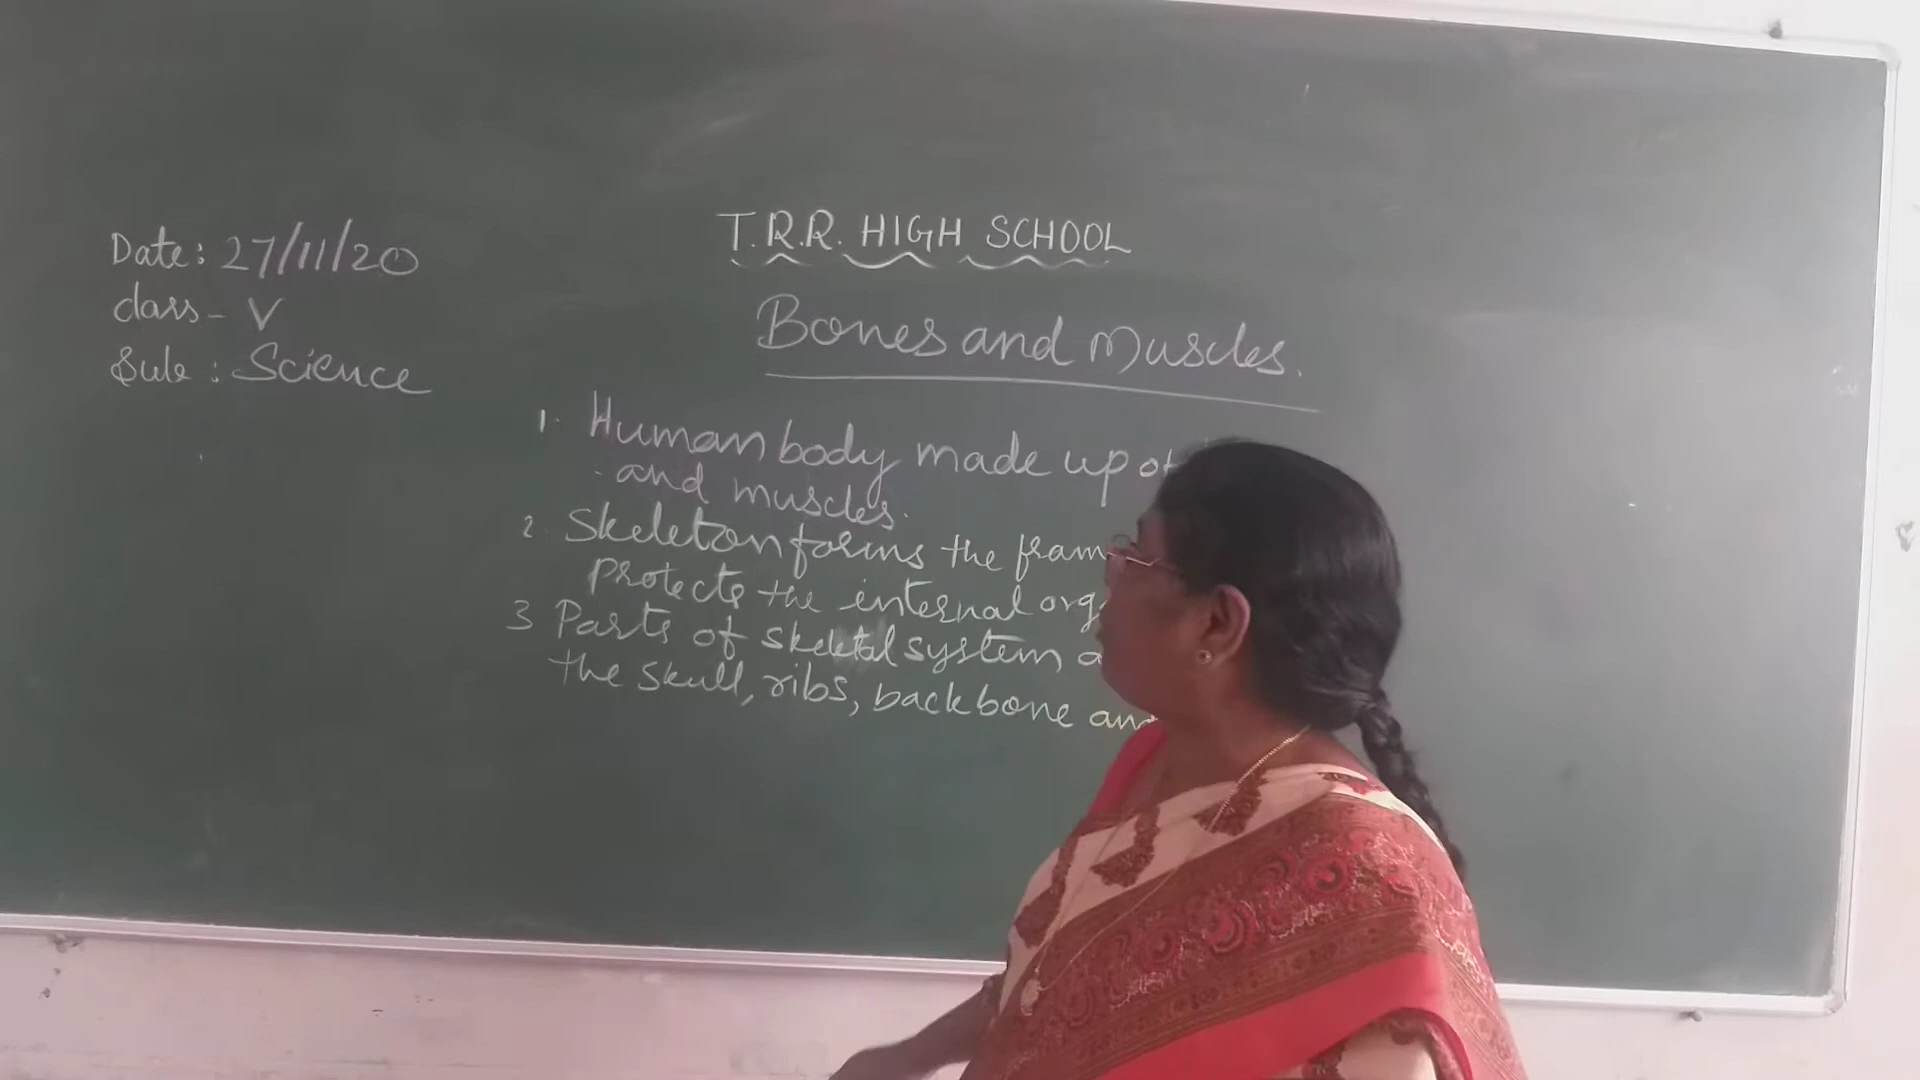 Date: 27/11/20
class - V
Sub : Science
T.R.R. HIGH SCHOOL
Bones and Muscles.
1. Human body made up of
and muscles.
2. Skeleton forms the fram
protects the internal org
3 Parts of skeletal system a
the skull, ribs, backbone an